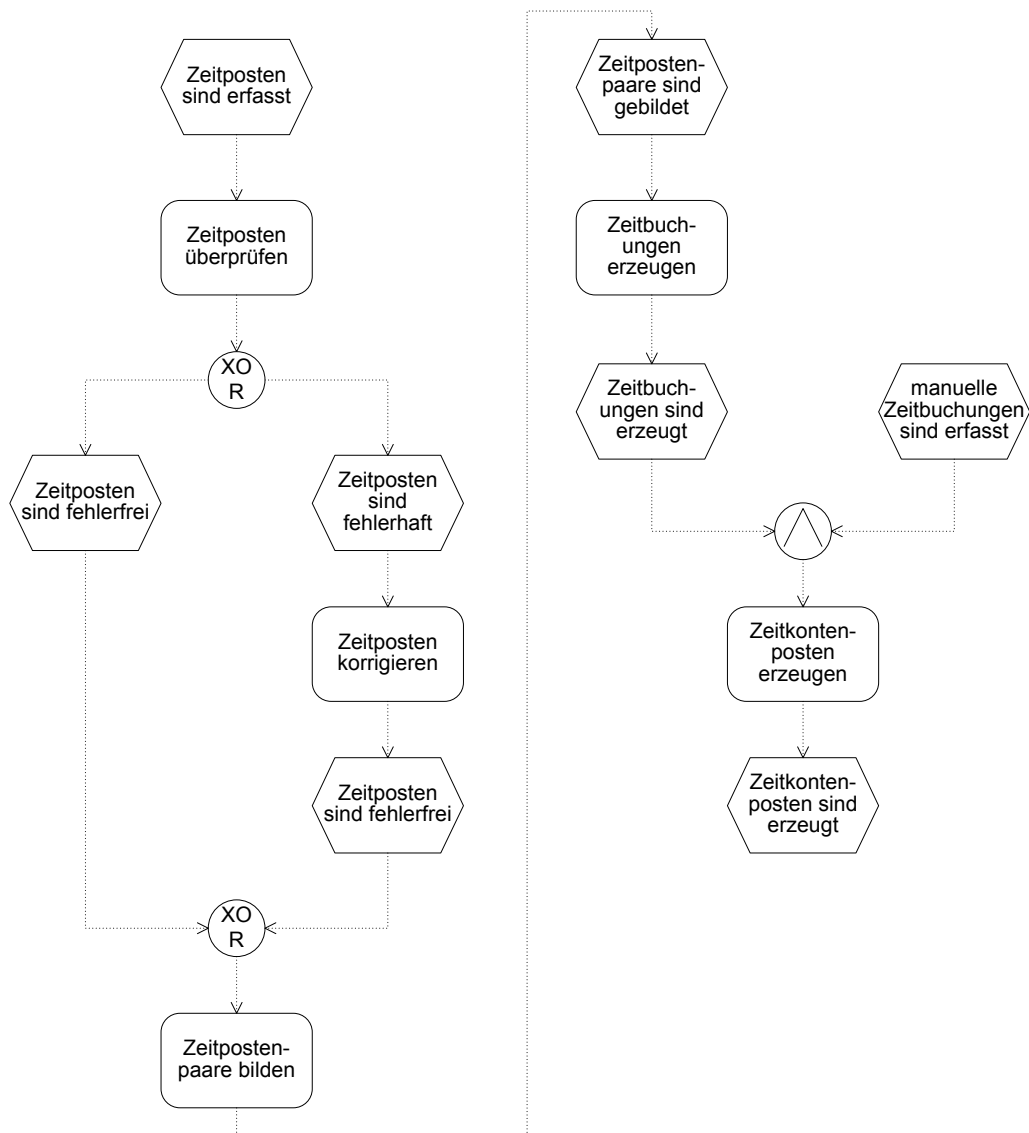 Zeitposten
sind erfasst
Zeitposten
überprüfen
XO
R
Zeitposten
sind fehlerfrei
Zeitposten
sind
fehlerhaft
Zeitposten
korrigieren
Zeitposten
sind fehlerfrei
XO
R
Zeitposten-
paare bilden
Zeitposten-
paare sind
gebildet
Zeitbuch-
ungen
erzeugen
Zeitbuch-
ungen sind
erzeugt
manuelle
Zeitbuchungen
sind erfasst
Zeitkonten-
posten
erzeugen
Zeitkonten-
posten sind
erzeugt